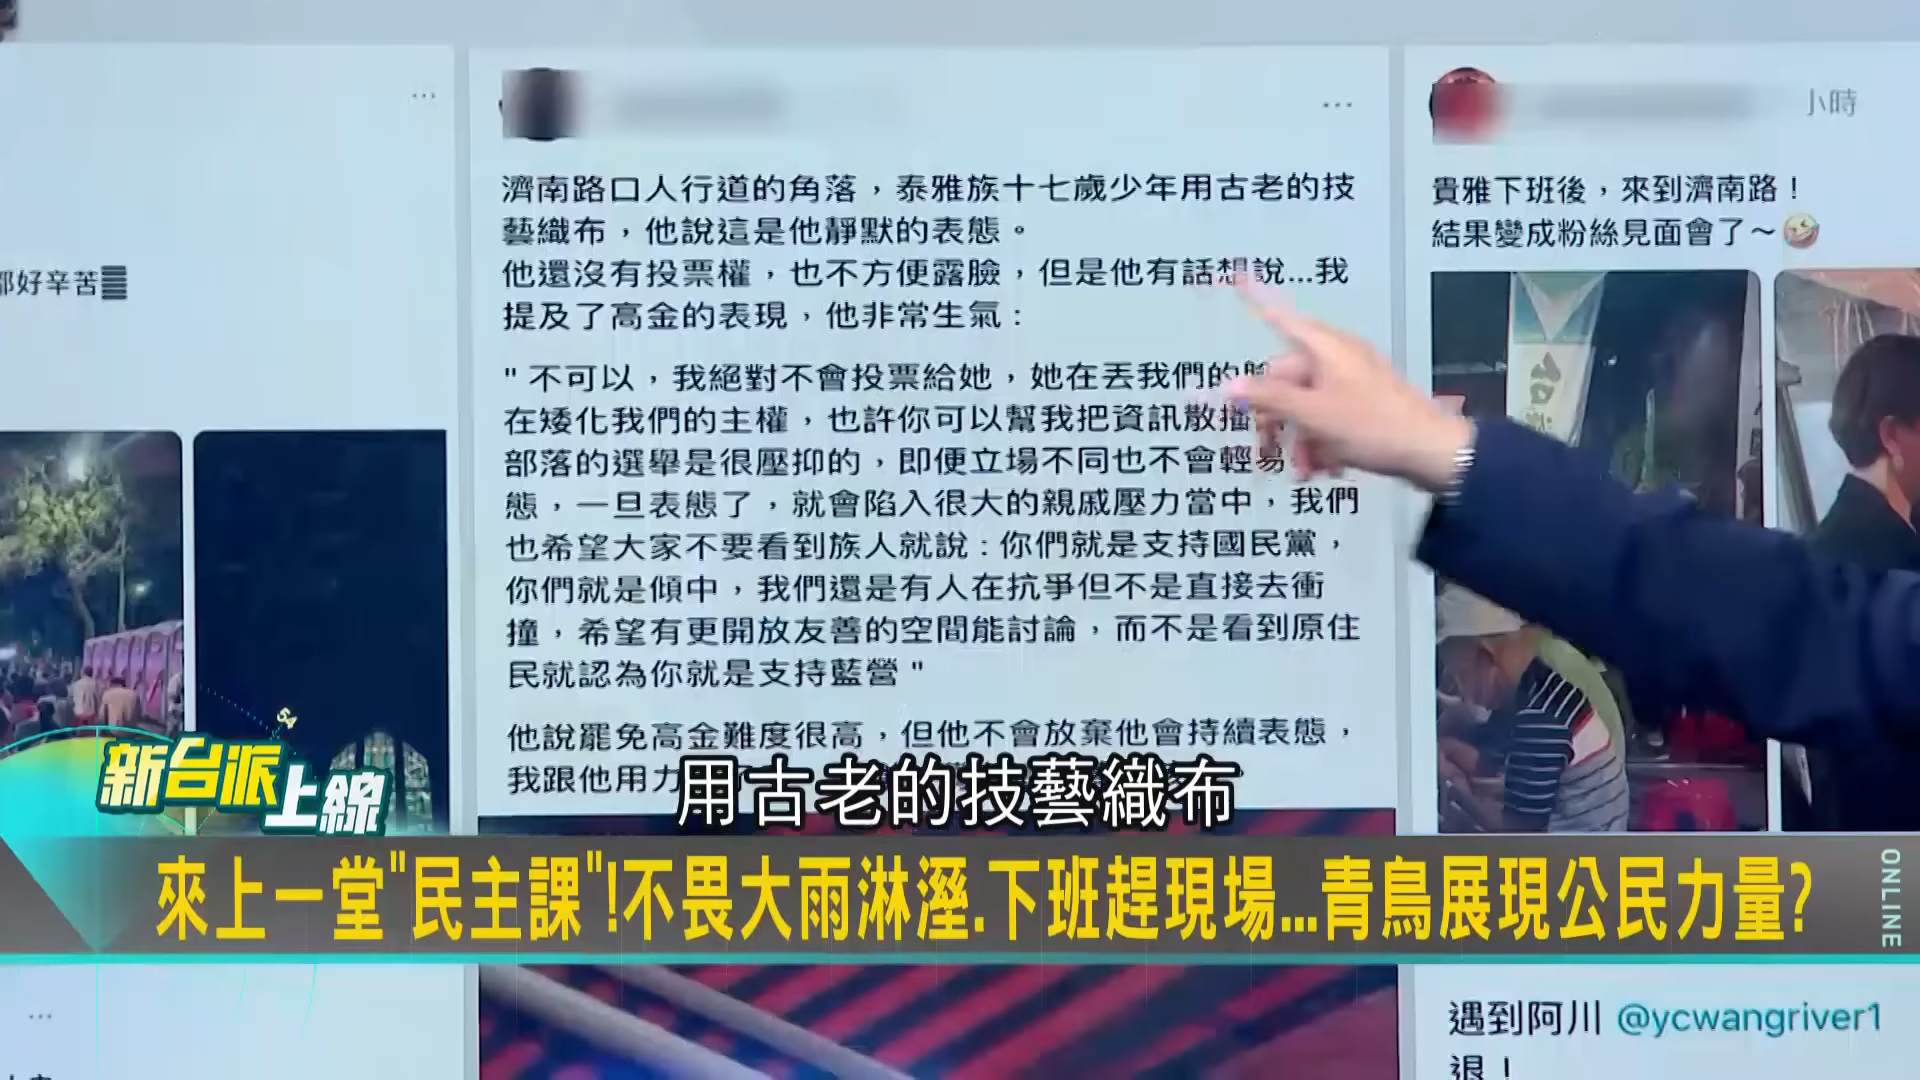 都好辛苦
濟南路口人行道的角落，泰雅族十七歲少年用古老的技
藝織布，他說這是他靜默的表態。
他還沒有投票權，也不方便露臉，但是他有話想說...我
提及了高金的表現，他非常生氣：
"不可以，我絕對不會投票給她，她在丟我們的臉
在矮化我們的主權，也許你可以幫我把資訊散播
部落的選舉是很壓抑的，即便立場不同也不會輕易
態，一旦表態了，就會陷入很大的親戚壓力當中，我們
也希望大家不要看到族人就說：你們就是支持國民黨，
你們就是傾中，我們還是有人在抗爭但不是直接去衝
撞，希望有更開放友善的空間能討論，而不是看到原住
民就認為你就是支持藍營"
他說罷免高金難度很高，但他不會放棄他會持續表態，
我跟他用力
小時
貴雅下班後，來到濟南路！
結果變成粉絲見面會了～🤣
新台派上線
用古老的技藝織布
來上一堂"民主課"!不畏大雨淋溼.下班趕現場...青鳥展現公民力量?
ONLINE
遇到阿川 @ycwangriver1
退！